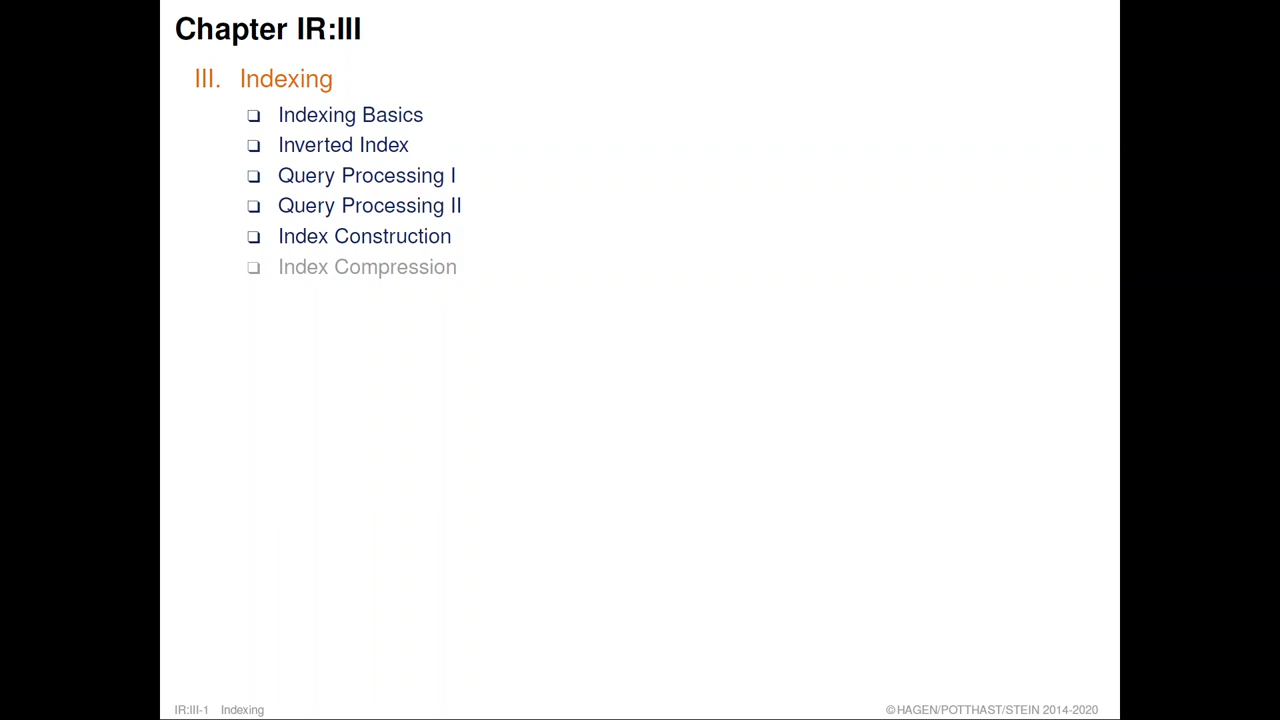 Chapter IR:III
III. Indexing
❏ Indexing Basics
❏ Inverted Index
❏ Query Processing I
❏ Query Processing II
❏ Index Construction
❏ Index Compression
IR:III-1 Indexing ©HAGEN/POTTHAST/STEIN 2014-2020